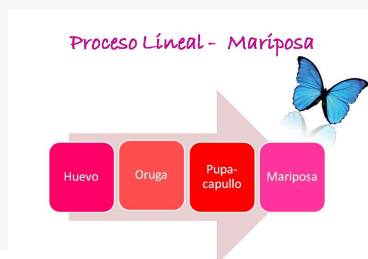 Proceso Lineal - Mariposa
Huevo
Oruga
Pupa-
capullo
Mariposa